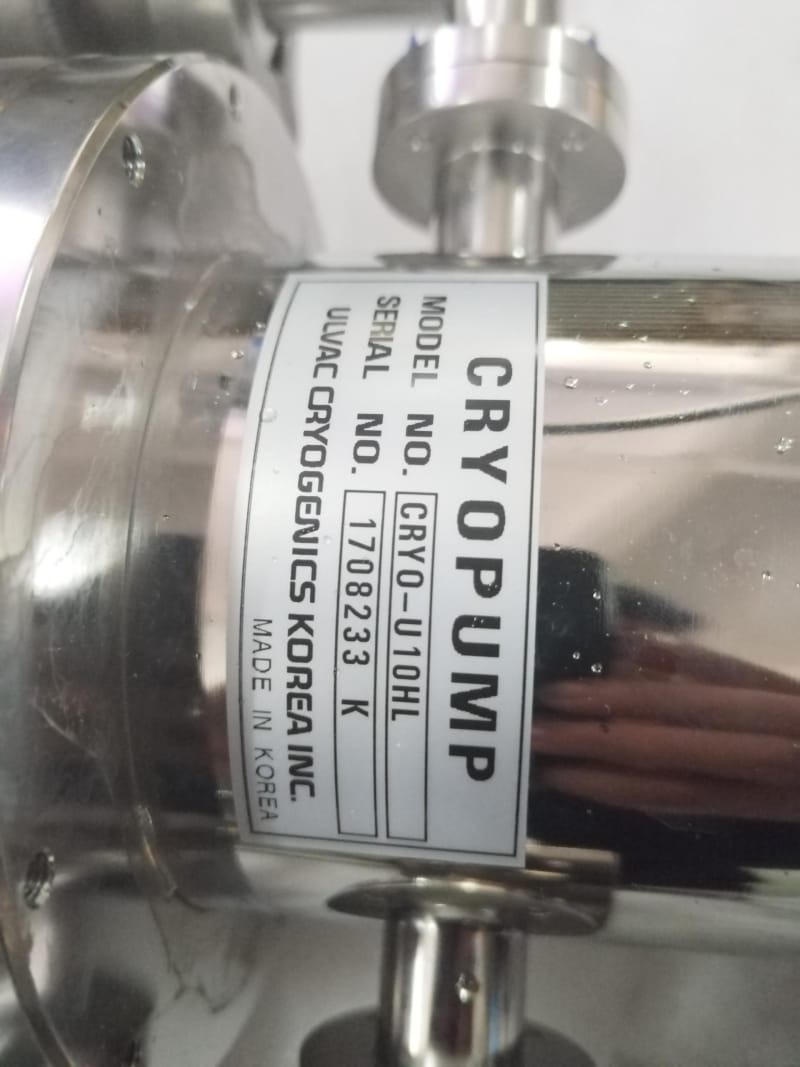 CRYOPUMP
MODEL NO. CRYO-U10HL
SERIAL NO. 1708233 K
ULVAC CRYOGENICS KOREA INC.
MADE IN KOREA